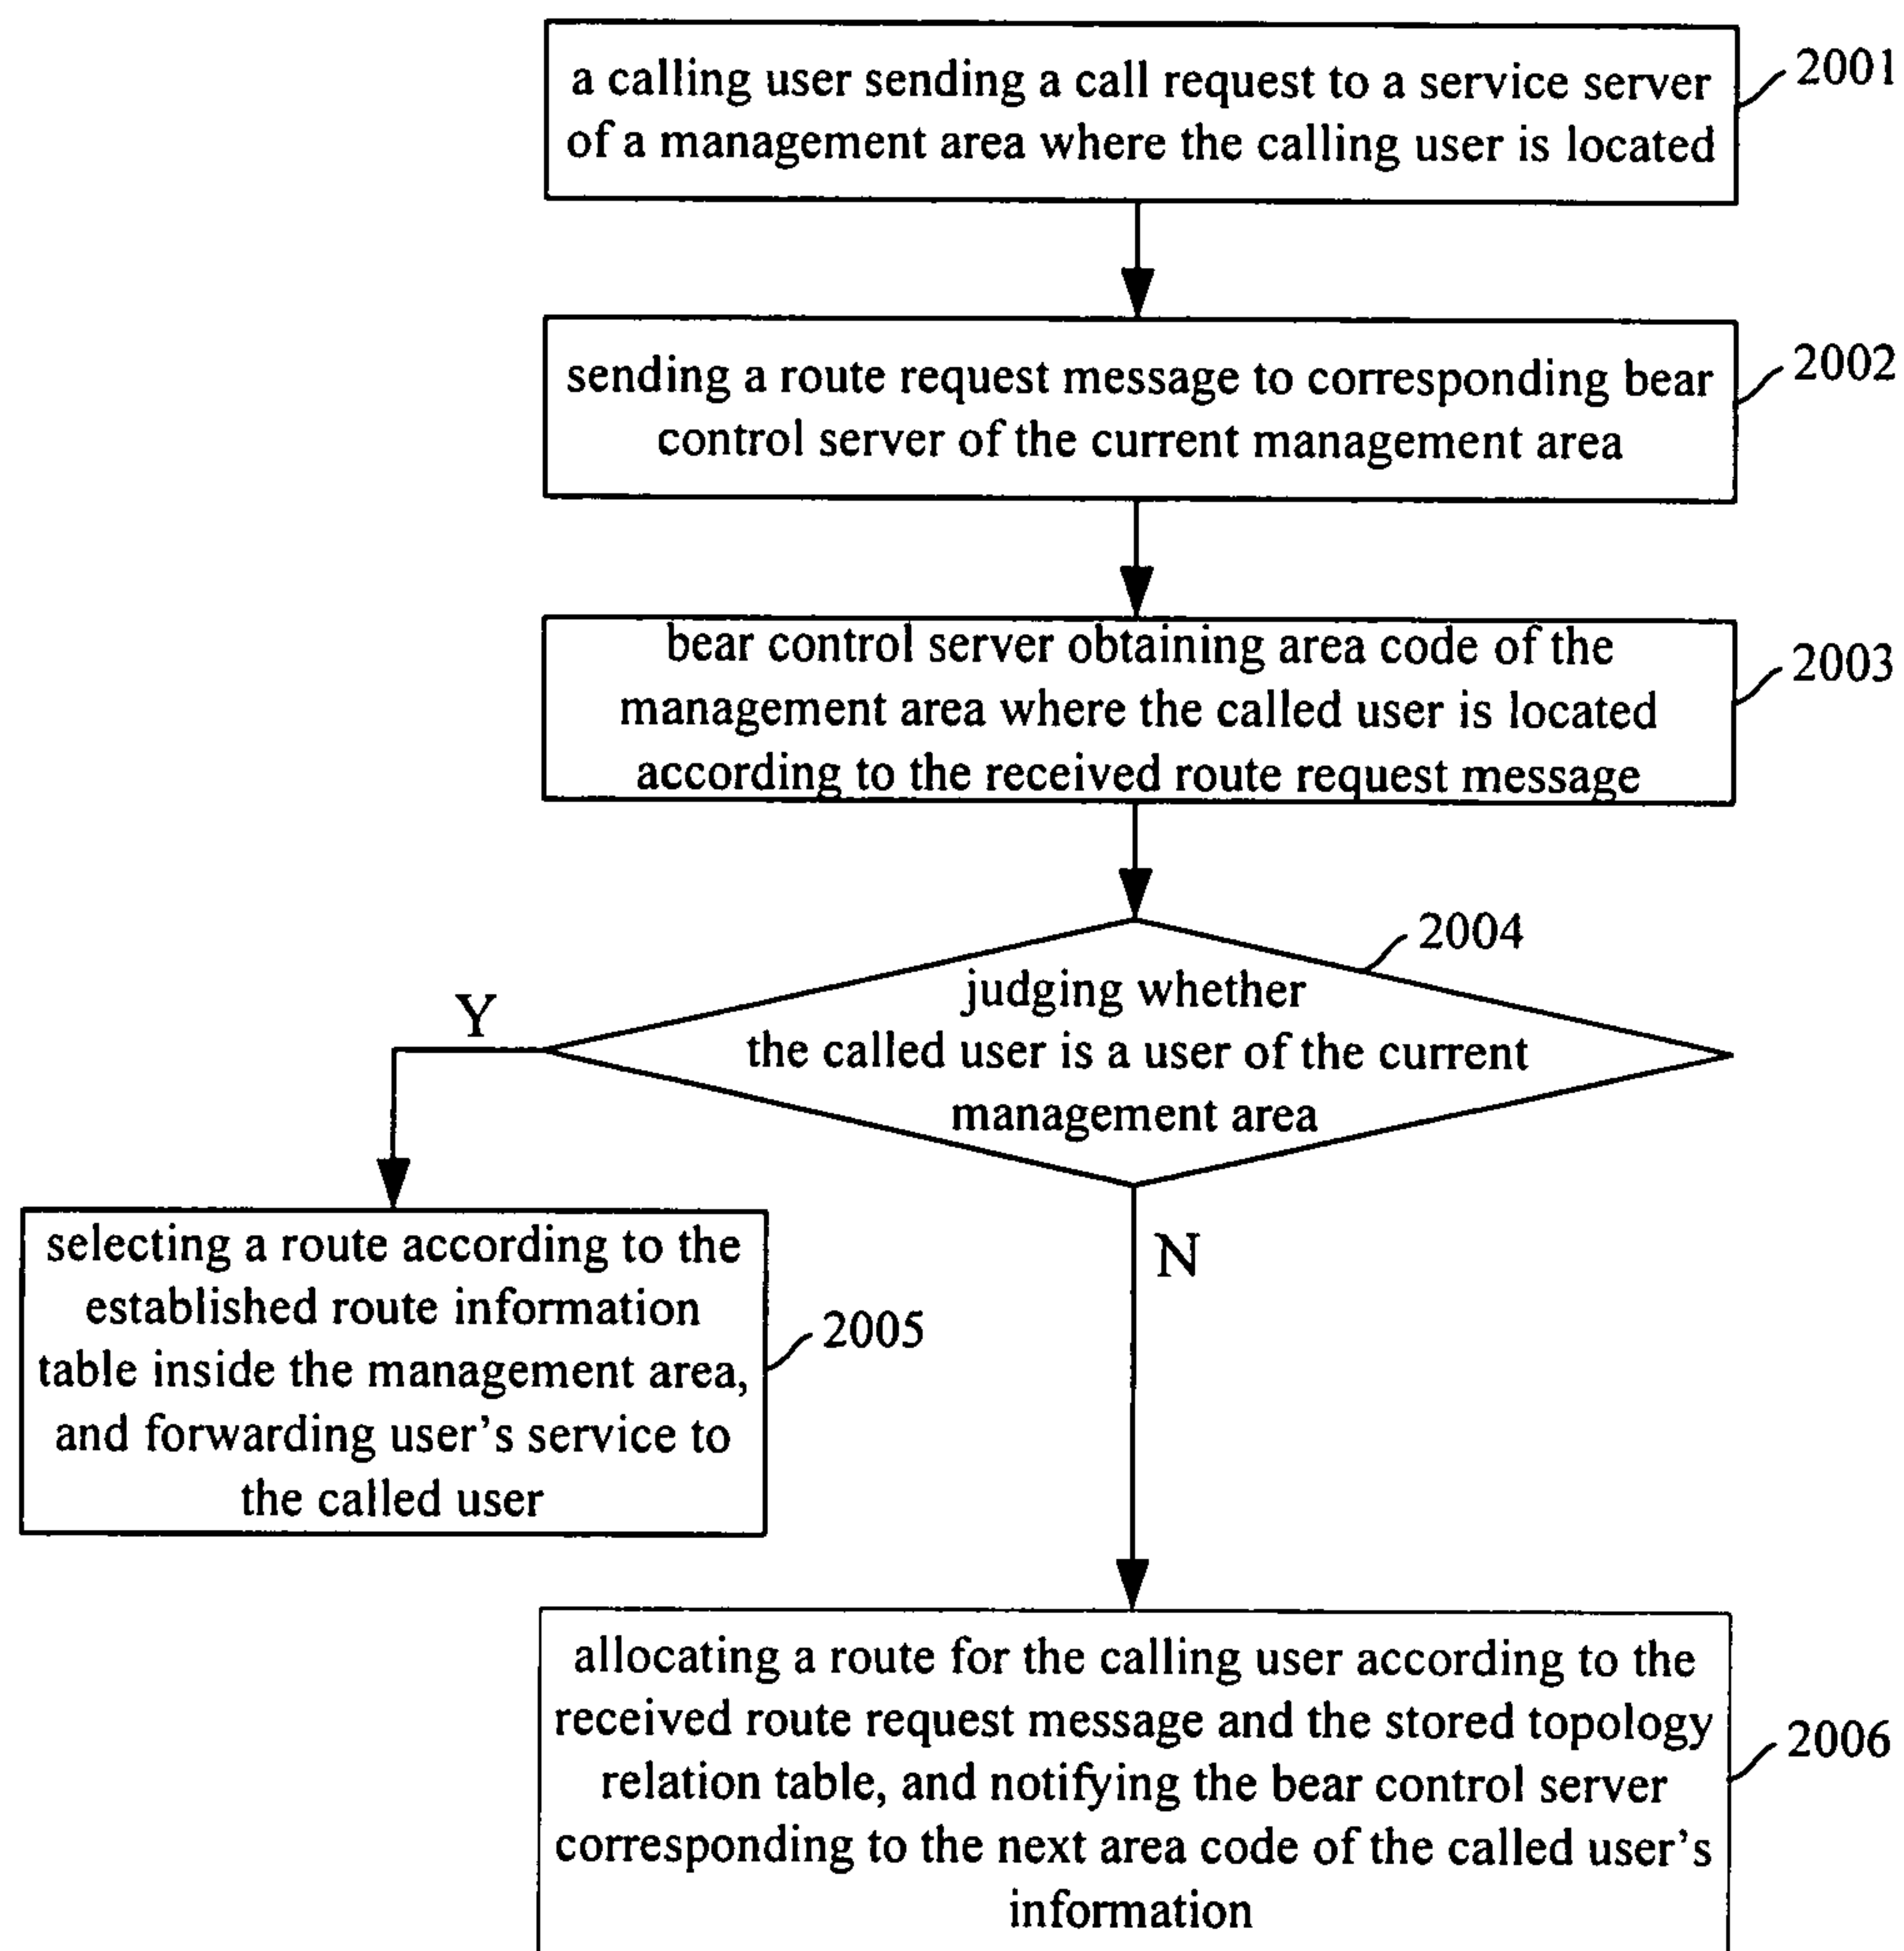 a calling user sending a call request to a service server
of a management area where the calling user is located
2001
sending a route request message to corresponding bear
control server of the current management area
2002
bear control server obtaining area code of the
management area where the called user is located
according to the received route request message
2003
2004
judging whether
the called user is a user of the current
management area
Y
N
selecting a route according to the
established route information
table inside the management area,
and forwarding user's service to
the called user
2005
allocating a route for the calling user according to the
received route request message and the stored topology
relation table, and notifying the bear control server
corresponding to the next area code of the called user's
information
2006